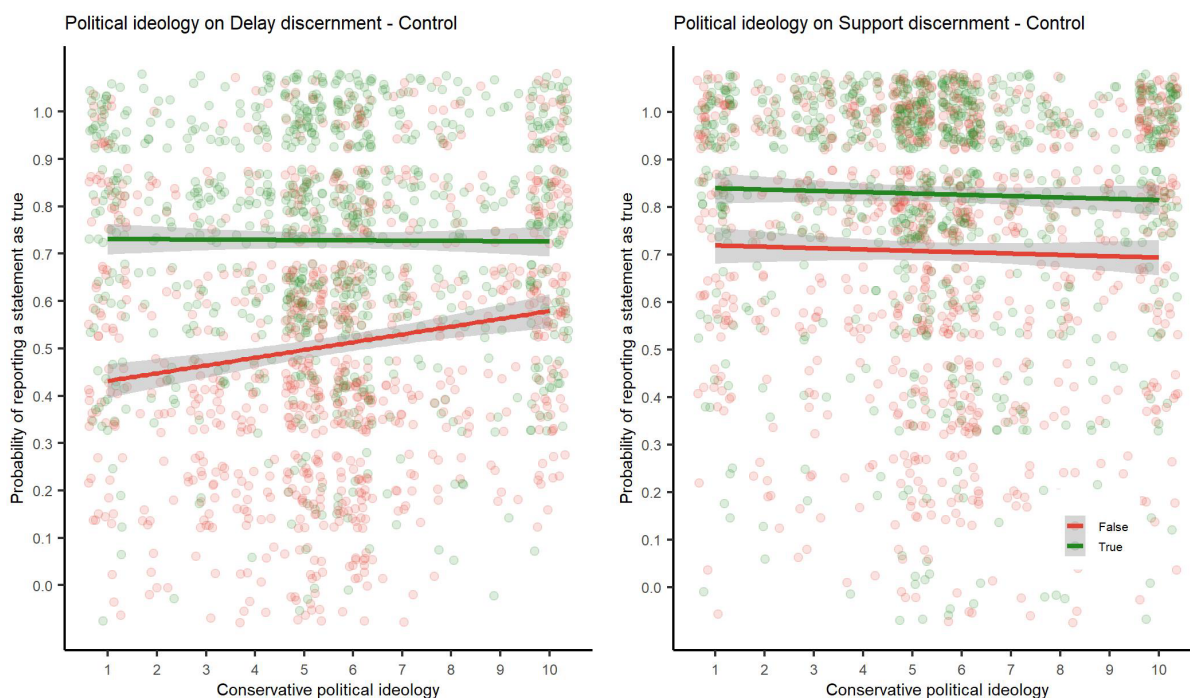 Political ideology on Delay discernment - Control
Probability of reporting a statement as true
1.0
0.9
0.8
0.7
0.6
0.5
0.4
0.3
0.2
0.1
0.0
1 2 3 4 5 6 7 8 9 10
Conservative political ideology
Political ideology on Support discernment - Control
Probability of reporting a statement as true
1.0
0.9
0.8
0.7
0.6
0.5
0.4
0.3
0.2
0.1
0.0
False
True
1 2 3 4 5 6 7 8 9 10
Conservative political ideology